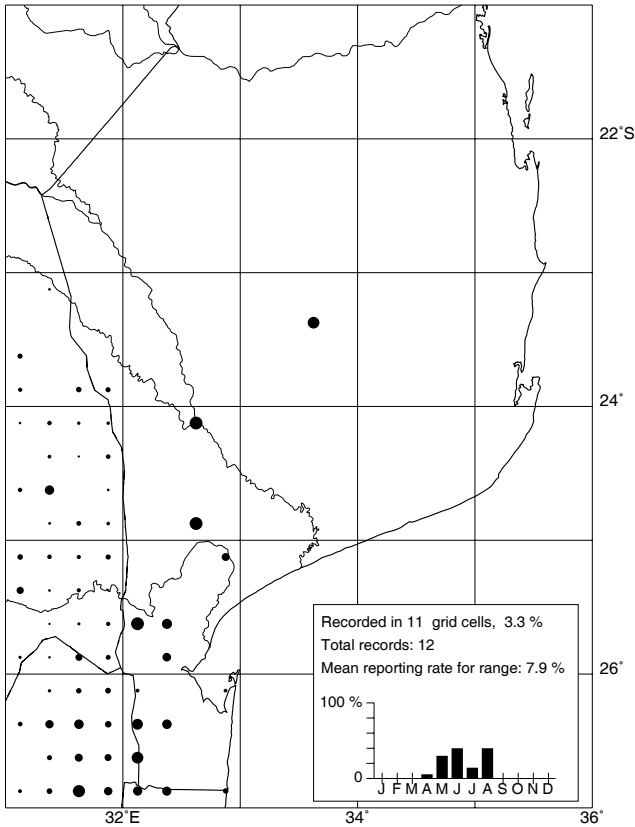 22°S
24°
Recorded in 11 grid cells, 3.3 %
Total records: 12
Mean reporting rate for range: 7.9 %
26°
100 %
0
J F M A M J J A S O N D
32°E
34°
36°